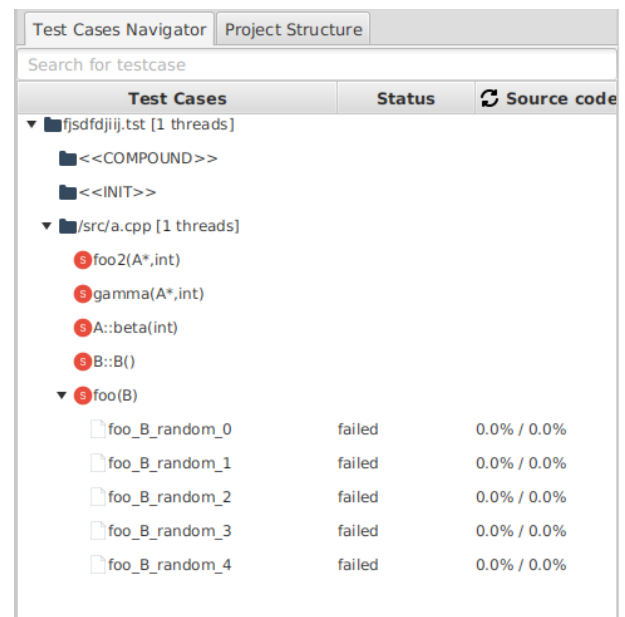 Test Cases Navigator Project Structure
Search for testcase
Test Cases Status Source code
fjsdfdjiij.tst [1 threads]
<<COMPOUND>>
<<INIT>>
/src/a.cpp [1 threads]
S foo2(A*,int)
S gamma(A*,int)
S A::beta(int)
S B::B()
S foo(B)
foo_B_random_0 failed 0.0% / 0.0%
foo_B_random_1 failed 0.0% / 0.0%
foo_B_random_2 failed 0.0% / 0.0%
foo_B_random_3 failed 0.0% / 0.0%
foo_B_random_4 failed 0.0% / 0.0%